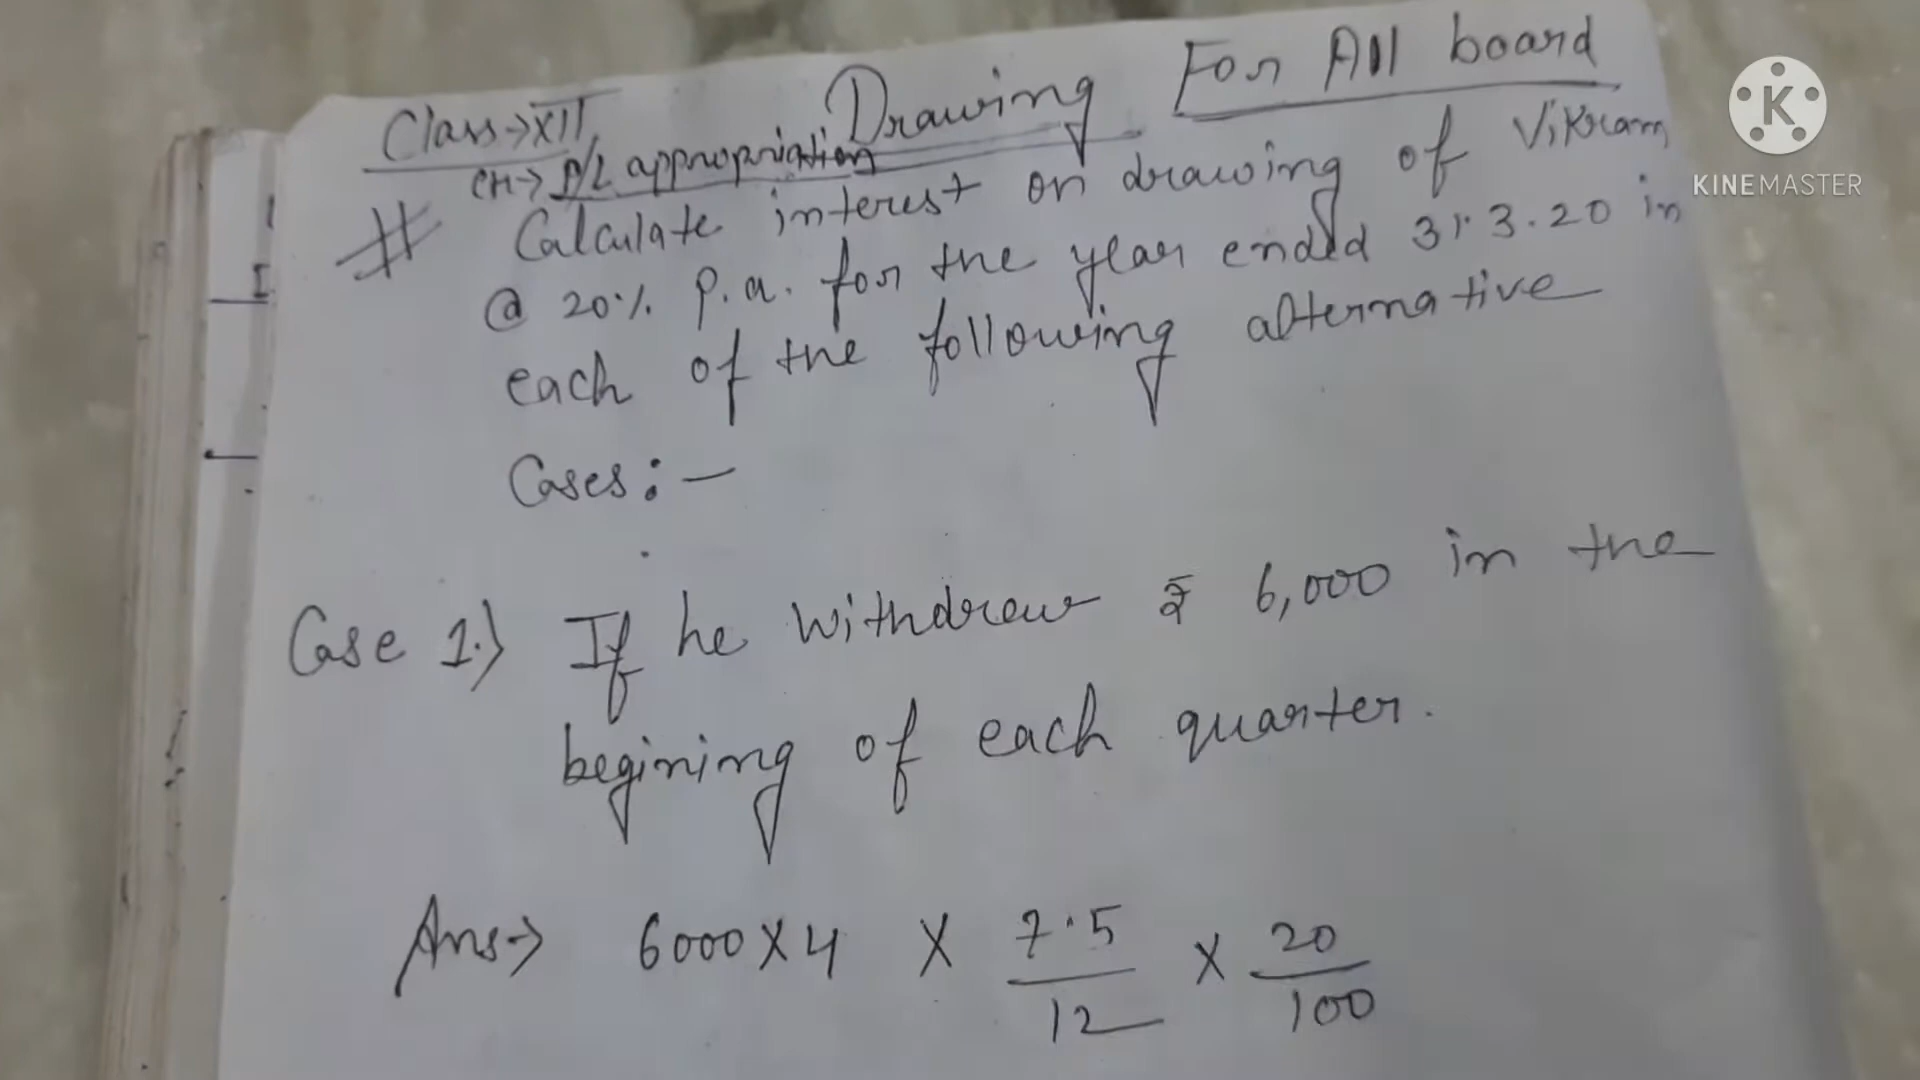 Class→XII Drawing For All board
CH→ P/L appropriation
# Calculate interest on drawing of Vikram
@ 20% p.a. for the year ended 31.3.20 in
each of the following alternative
Cases:-
Case 1.) If he withdrew ₹ 6,000 in the
begining of each quarter.
Ans→ 6000 X 4 X 7.5/12 X 20/100
K
KINEMASTER